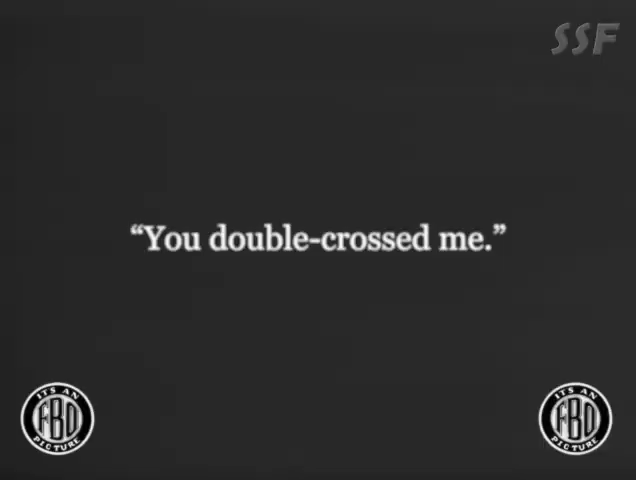 SSF
“You double-crossed me.”
ITS AN ITS AN
FBO FBO
PICTURE PICTURE